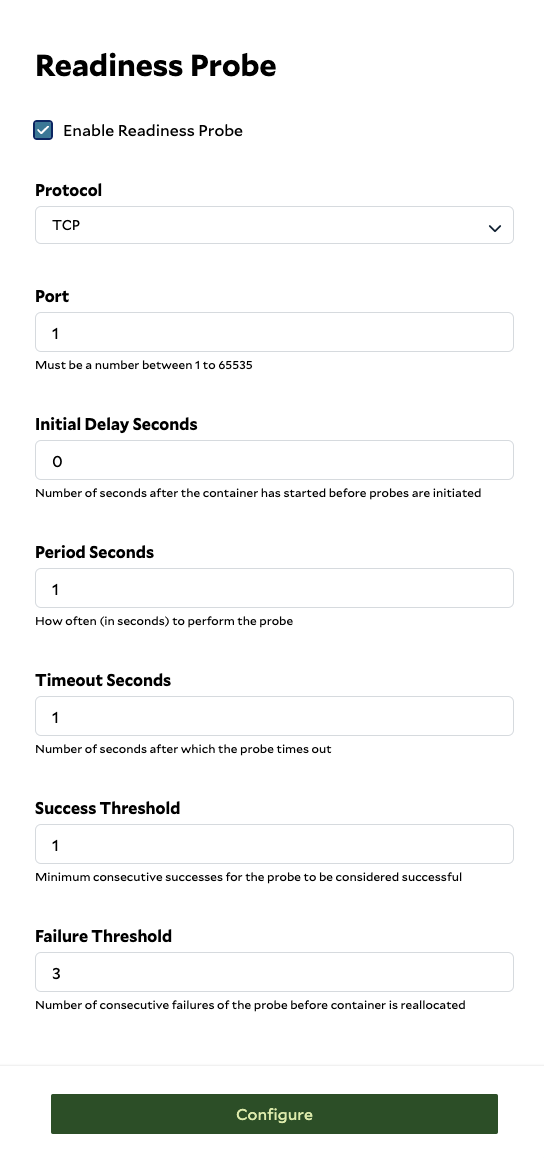 Readiness Probe
Enable Readiness Probe
Protocol
TCP
Port
1
Must be a number between 1 to 65535
Initial Delay Seconds
0
Number of seconds after the container has started before probes are initiated
Period Seconds
1
How often (in seconds) to perform the probe
Timeout Seconds
1
Number of seconds after which the probe times out
Success Threshold
1
Minimum consecutive successes for the probe to be considered successful
Failure Threshold
3
Number of consecutive failures of the probe before container is reallocated
Configure